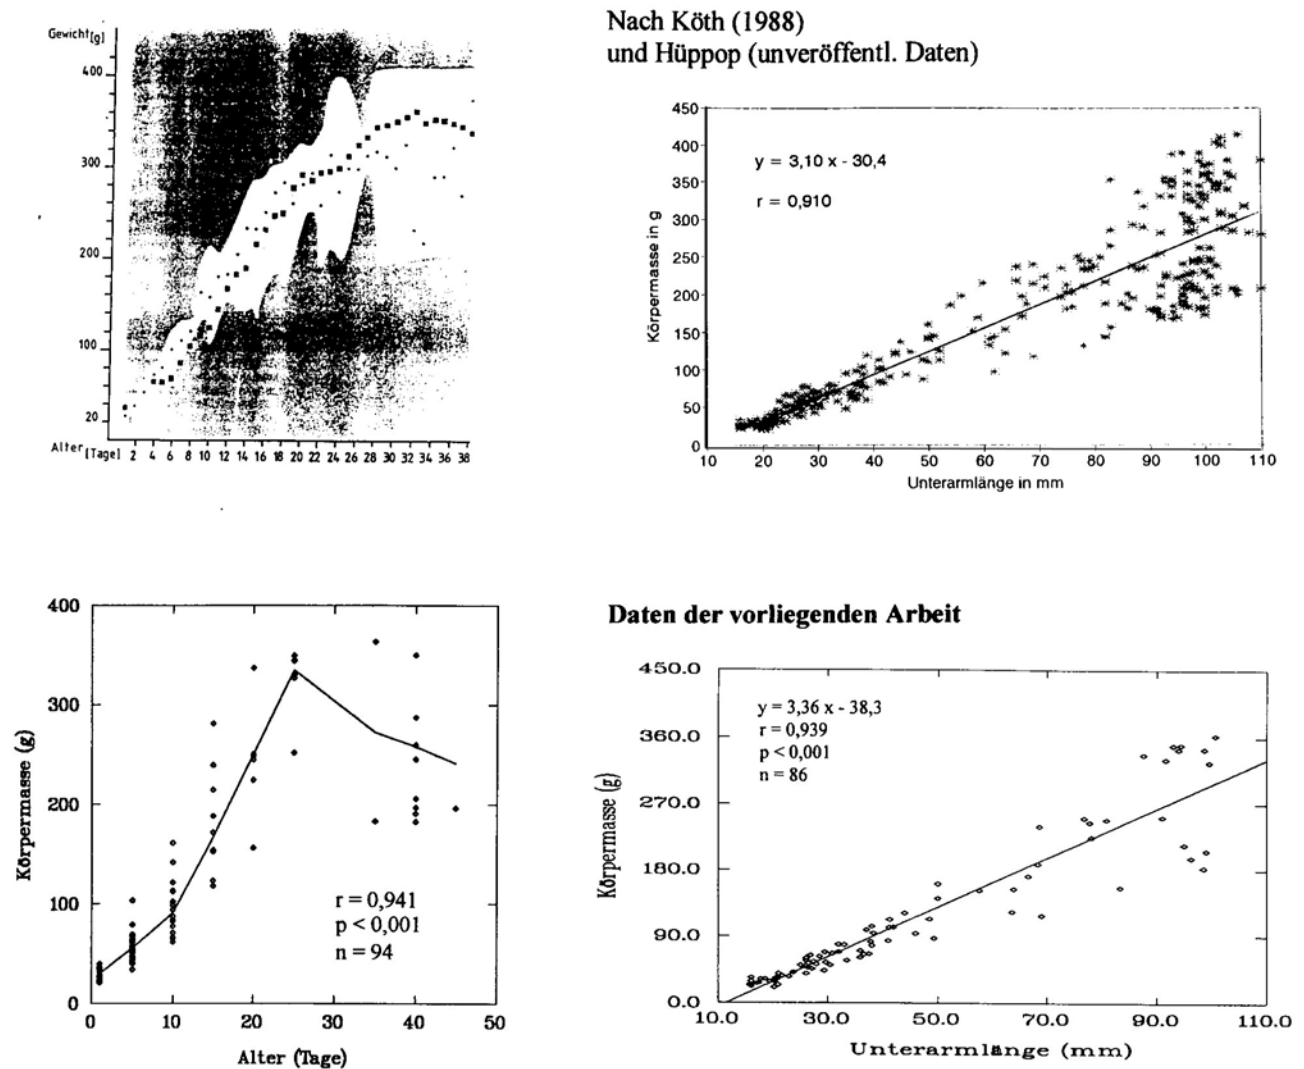 Gewicht[g]
400
300
200
100
20
Alter[Tage] 2 4 6 8 10 12 14 16 18 20 22 24 26 28 30 32 34 36 38
Nach Köth (1988)
und Hüppop (unveröffentl. Daten)
450
400
350
300
250
200
150
100
50
0
Körpermasse in g
y = 3,10 x - 30,4
r = 0,910
10 20 30 40 50 60 70 80 90 100 110
Unterarmlänge in mm
400
300
200
100
0
Körpermasse (g)
r = 0,941
p < 0,001
n = 94
0 10 20 30 40 50
Alter (Tage)
Daten der vorliegenden Arbeit
450.0
360.0
270.0
180.0
90.0
0.0
Körpermasse (g)
y = 3,36 x - 38,3
r = 0,939
p < 0,001
n = 86
10.0 30.0 50.0 70.0 90.0 110.0
Unterarmlänge (mm)